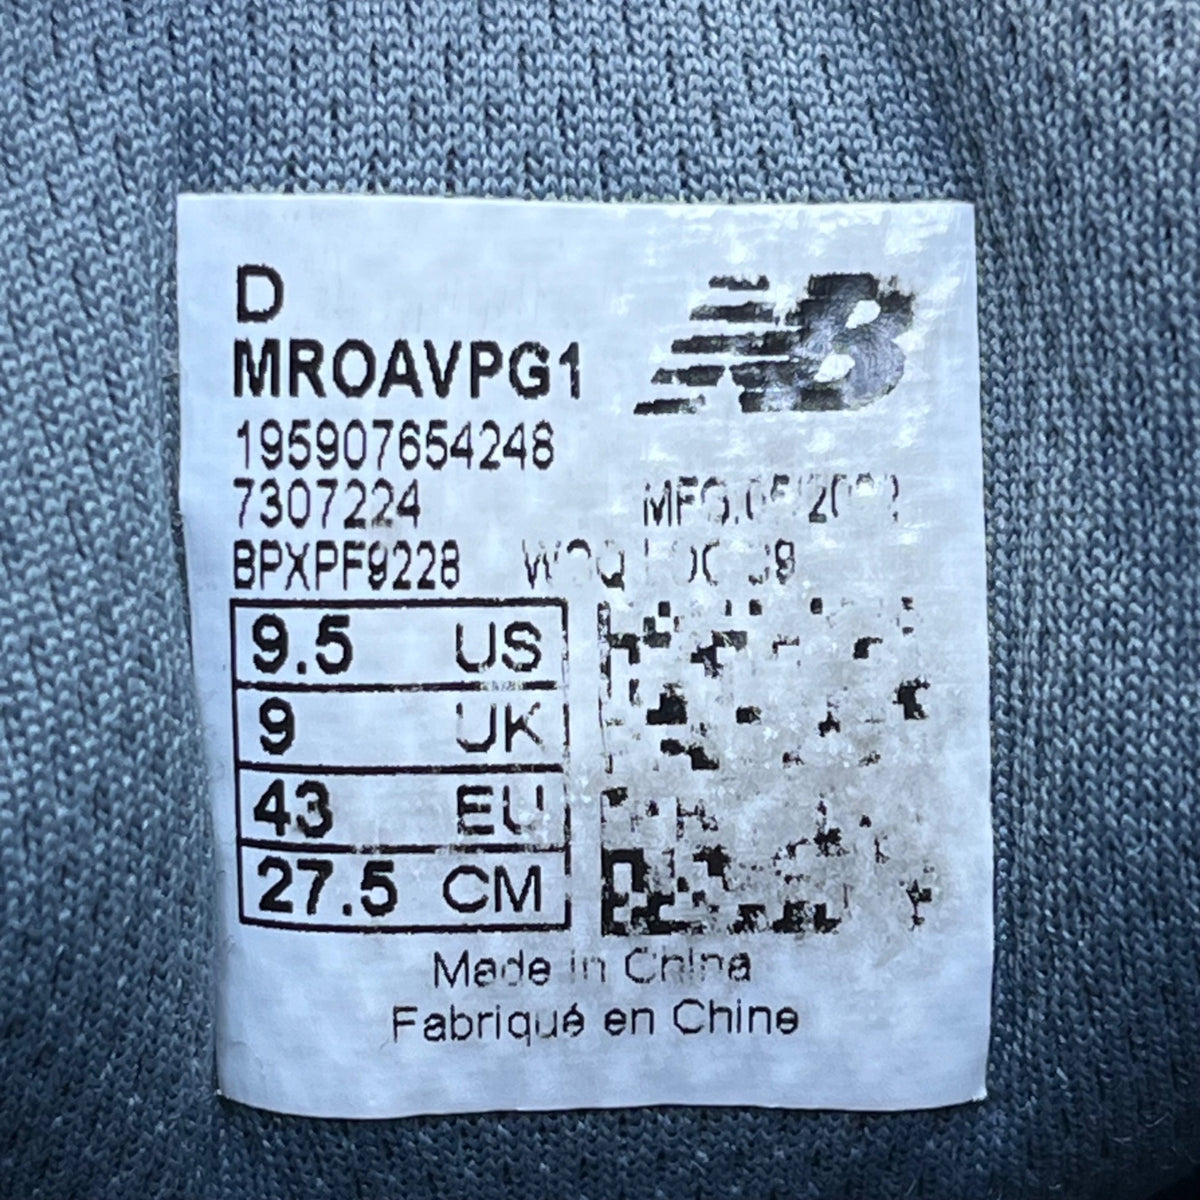 D
NB
MROAVPG1
195907654248
7307224
BPXPF9228
9.5 US
9 UK
43 EU
27.5 CM
Made in China
Fabriqué en Chine